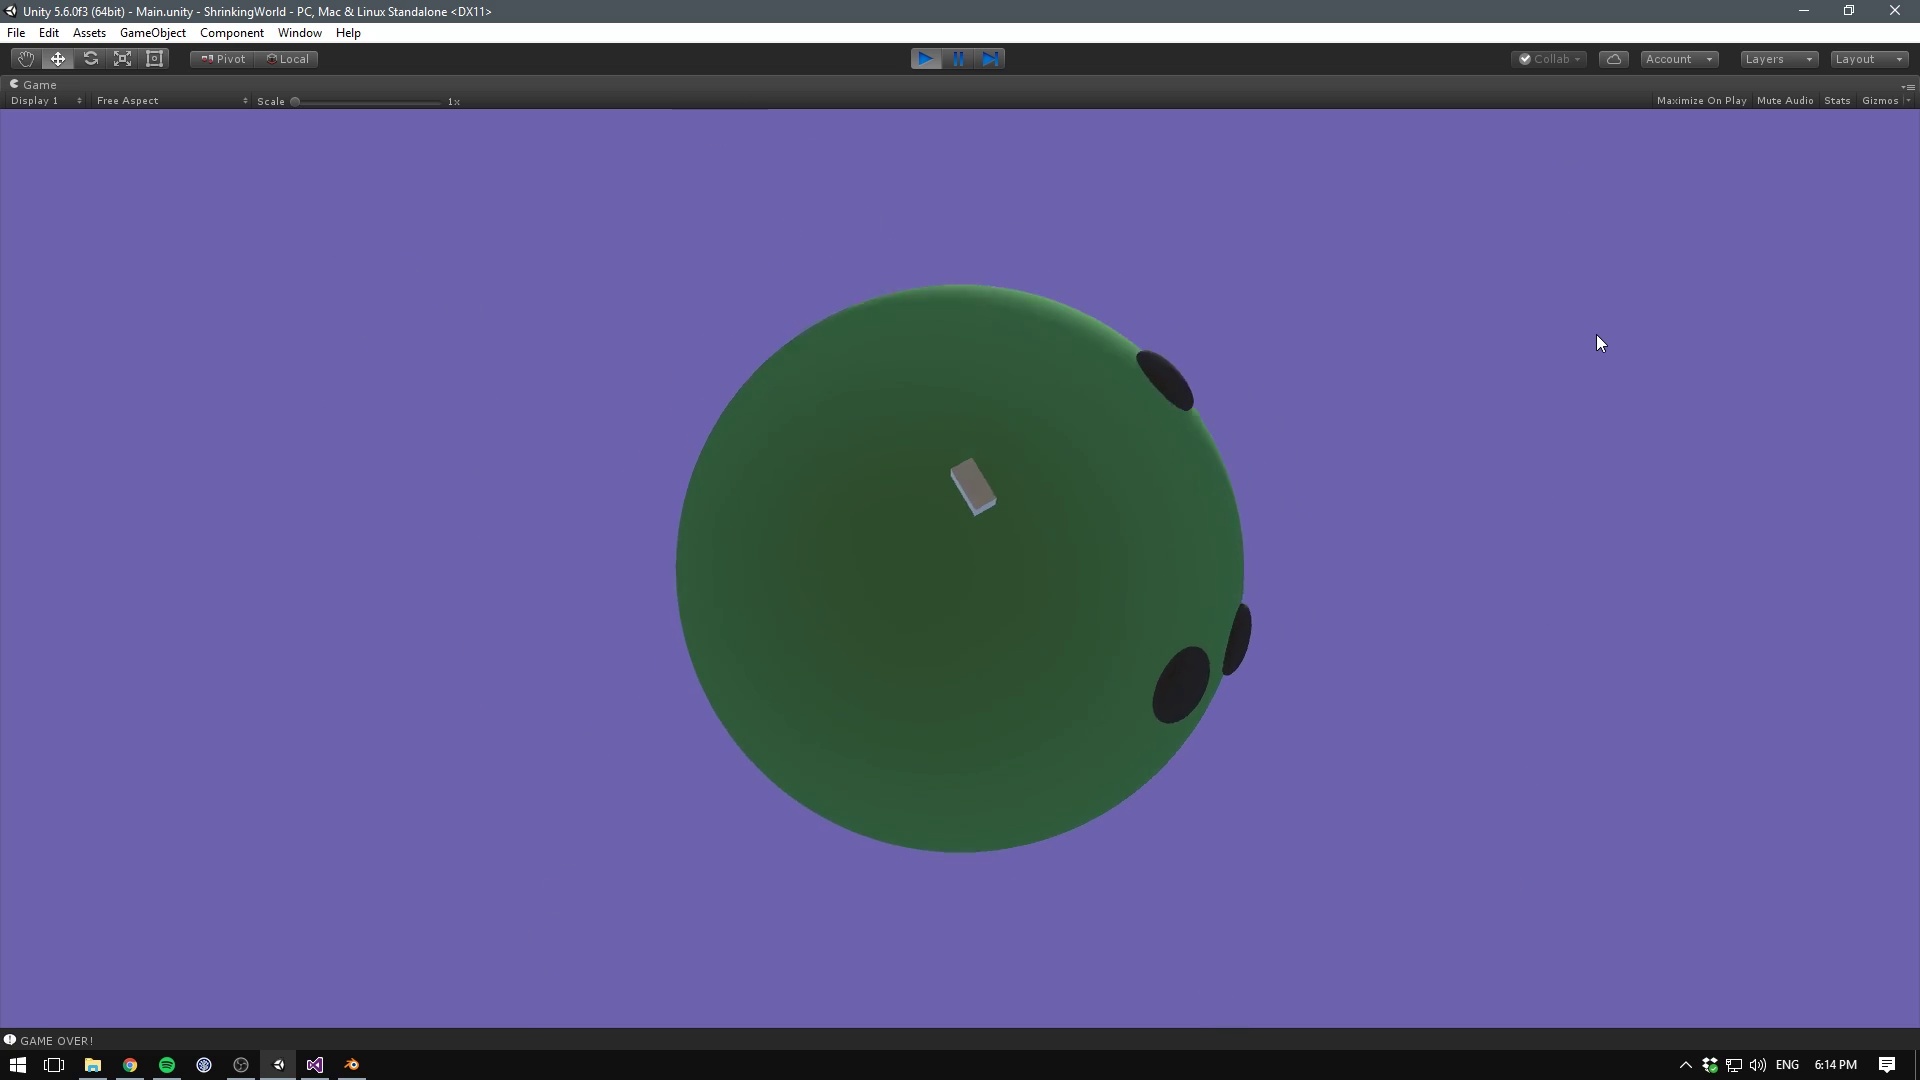 Unity 5.6.0f3 (64bit) - Main.unity - ShrinkingWorld - PC, Mac & Linux Standalone <DX11>
File Edit Assets GameObject Component Window Help
Pivot Local Collab Account Layers Layout
Game
Display 1 Free Aspect Scale 1x Maximize On Play Mute Audio Stats Gizmos
GAME OVER!
ENG 6:14 PM